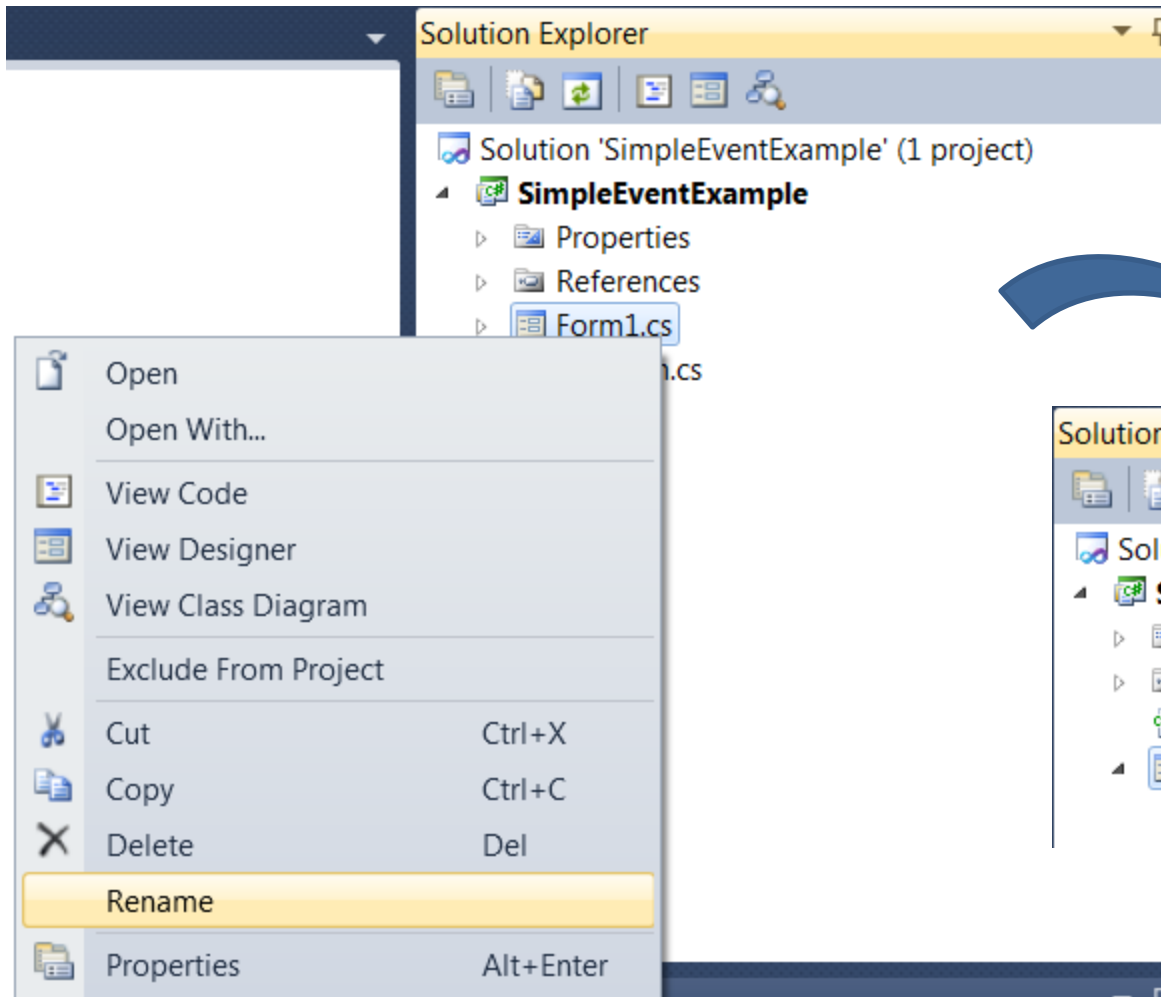 Solution Explorer
Solution 'SimpleEventExample' (1 project)
SimpleEventExample
Properties
References
Form1.cs
Open
Open With...
View Code
View Designer
View Class Diagram
Exclude From Project
Cut Ctrl+X
Copy Ctrl+C
Delete Del
Rename
Properties Alt+Enter